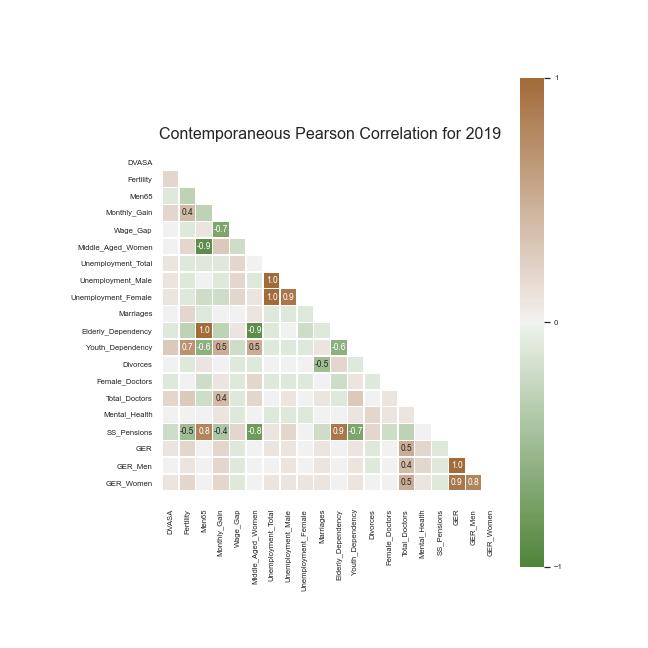 Contemporaneous Pearson Correlation for 2019
1
0
−1
DVASA
Fertility
Men65
Monthly_Gain 0.4
Wage_Gap -0.7
Middle_Aged_Women -0.9
Unemployment_Total
Unemployment_Male 1.0
Unemployment_Female 1.0 0.9
Marriages
Elderly_Dependency 1.0 -0.9
Youth_Dependency 0.7 -0.6 0.5 0.5 -0.6
Divorces -0.5
Female_Doctors
Total_Doctors 0.4
Mental_Health
SS_Pensions -0.5 0.8 -0.4 -0.8 0.9 -0.7
GER 0.5
GER_Men 0.4 1.0
GER_Women 0.5 0.9 0.8
DVASA
Fertility
Men65
Monthly_Gain
Wage_Gap
Middle_Aged_Women
Unemployment_Total
Unemployment_Male
Unemployment_Female
Marriages
Elderly_Dependency
Youth_Dependency
Divorces
Female_Doctors
Total_Doctors
Mental_Health
SS_Pensions
GER
GER_Men
GER_Women